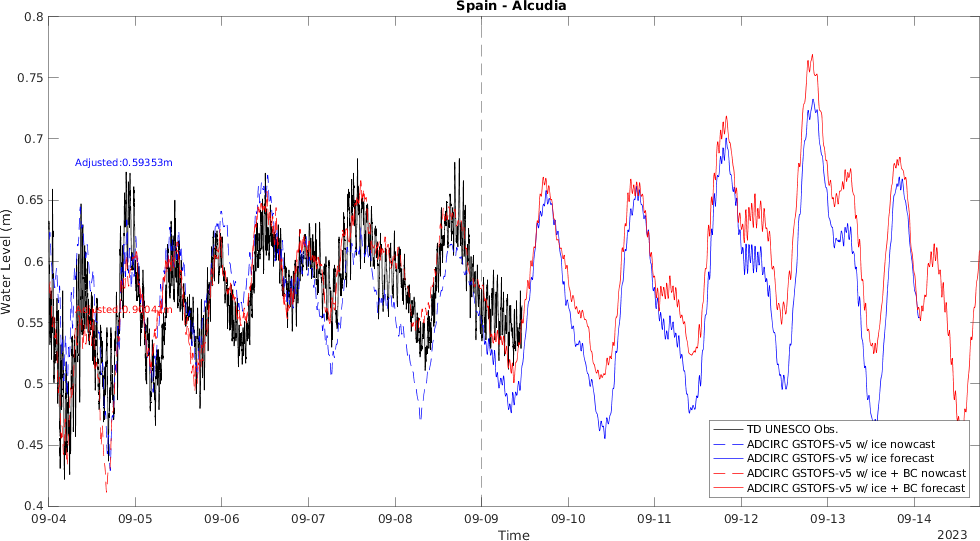 Spain - Alcudia
0.8
0.75
0.7
0.65
0.6
0.55
0.5
0.45
0.4
Water Level (m)
Adjusted:0.59353m
09-04
09-05
09-06
09-07
09-08
09-09
09-10
09-11
09-12
09-13
09-14
Time
2023
TD UNESCO Obs.
ADCIRC GSTOFS-v5 w/ ice nowcast
ADCIRC GSTOFS-v5 w/ ice forecast
ADCIRC GSTOFS-v5 w/ ice + BC nowcast
ADCIRC GSTOFS-v5 w/ ice + BC forecast